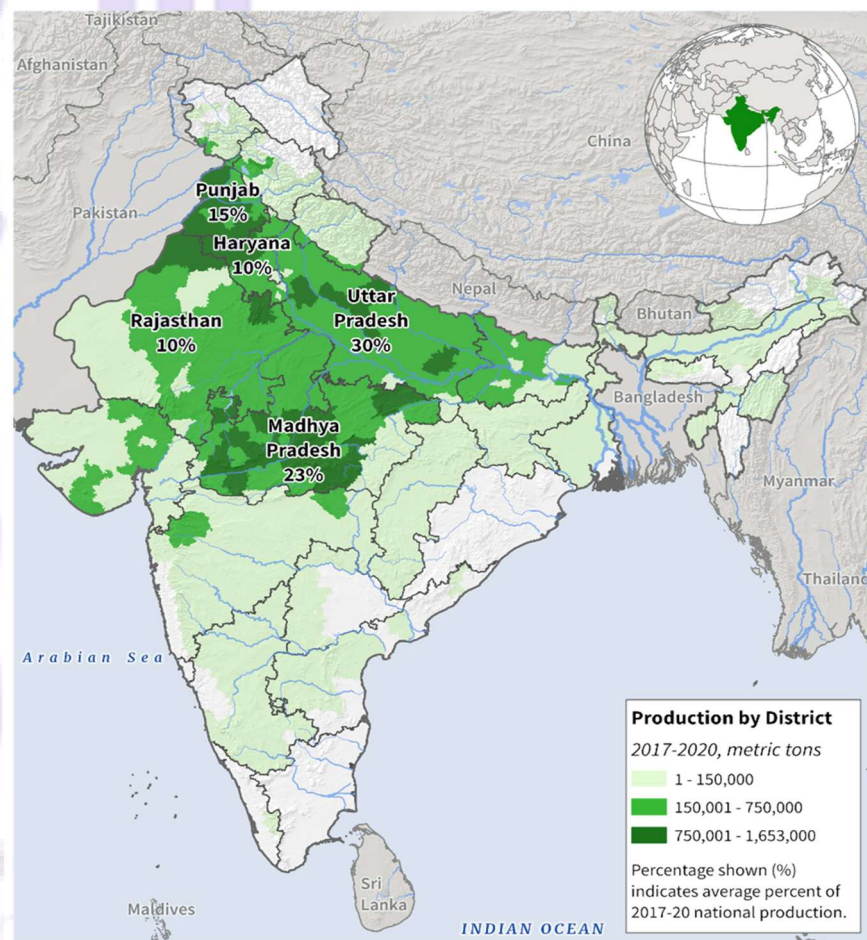 Tajikistan
Afghanistan
China
Punjab
15%
Pakistan
Haryana
10%
Nepal
Uttar
Pradesh
30%
Bhutan
Rajasthan
10%
Bangladesh
Madhya
Pradesh
23%
Myanmar
Thailand
Arabian Sea
Production by District
2017-2020, metric tons
1 - 150,000
150,001 - 750,000
750,001 - 1,653,000
Percentage shown (%)
indicates average percent of
2017-20 national production.
Sri
Lanka
Maldives
INDIAN OCEAN